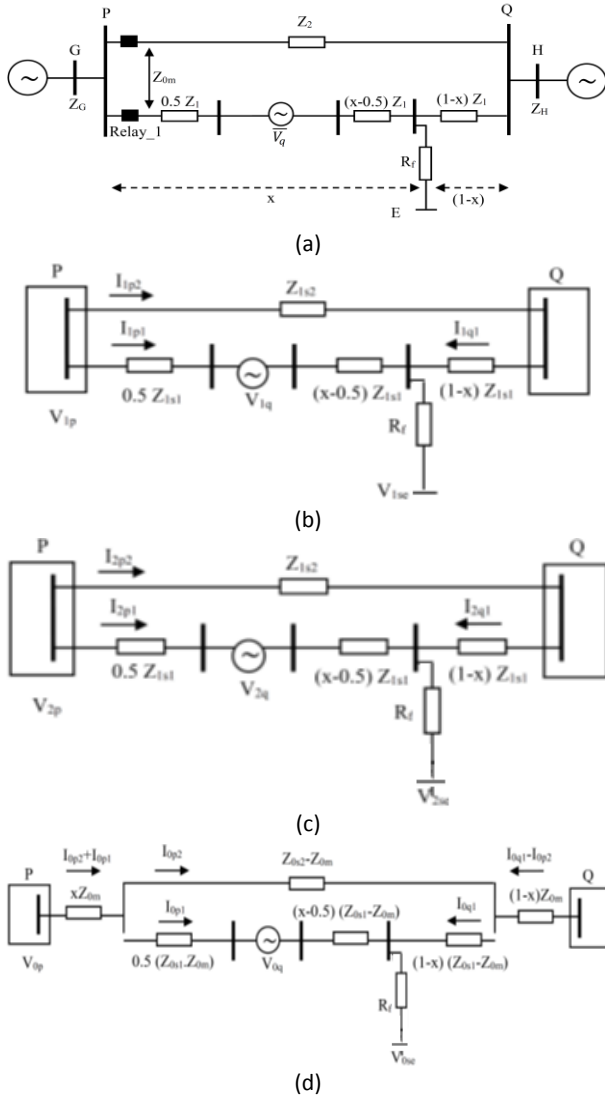 P Q
Z2
G H
Z0m
ZG ZH
0.5 Z1 (x-0.5) Z1 (1-x) Z1
Relay_1 Vq
Rf
x (1-x)
E
(a)
P Q
I1p2 Z1s2
I1p1 I1q1
0.5 Z1s1 V1q (x-0.5) Z1s1 (1-x) Z1s1
V1p
Rf
V1se
(b)
P Q
I2p2 Z1s2
I2p1 I2q1
0.5 Z1s1 V2q (x-0.5) Z1s1 (1-x) Z1s1
V2p
Rf
V2se
(c)
P I0p2+I0p1 I0p2 Z0s2-Z0m I0q1-I0p2 Q
xZ0m (1-x)Z0m
I0p1 (x-0.5) (Z0s1-Z0m) I0q1
V0p
0.5 (Z0s1.Z0m) V0q (1-x) (Z0s1-Z0m)
Rf
V0se
(d)